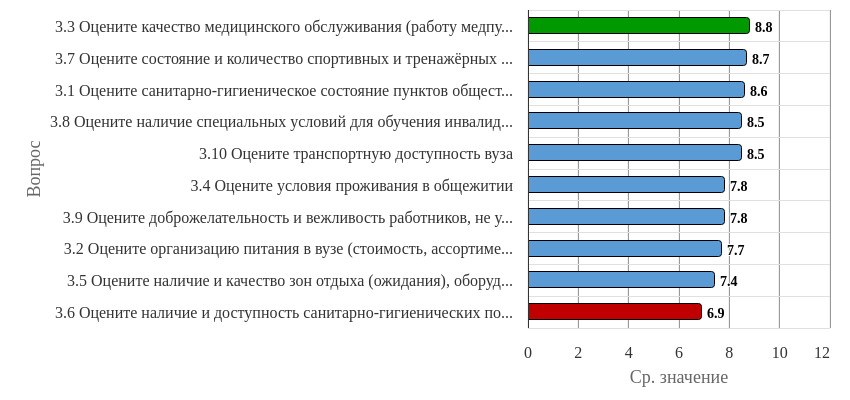 3.3 Оцените качество медицинского обслуживания (работу медпу...
8.8
3.7 Оцените состояние и количество спортивных и тренажёрных ...
8.7
3.1 Оцените санитарно-гигиеническое состояние пунктов общест...
8.6
3.8 Оцените наличие специальных условий для обучения инвалид...
8.5
3.10 Оцените транспортную доступность вуза
8.5
3.4 Оцените условия проживания в общежитии
7.8
3.9 Оцените доброжелательность и вежливость работников, не у...
7.8
3.2 Оцените организацию питания в вузе (стоимость, ассортиме...
7.7
3.5 Оцените наличие и качество зон отдыха (ожидания), оборуд...
7.4
3.6 Оцените наличие и доступность санитарно-гигиенических по...
6.9
Вопрос
0 2 4 6 8 10 12
Ср. значение